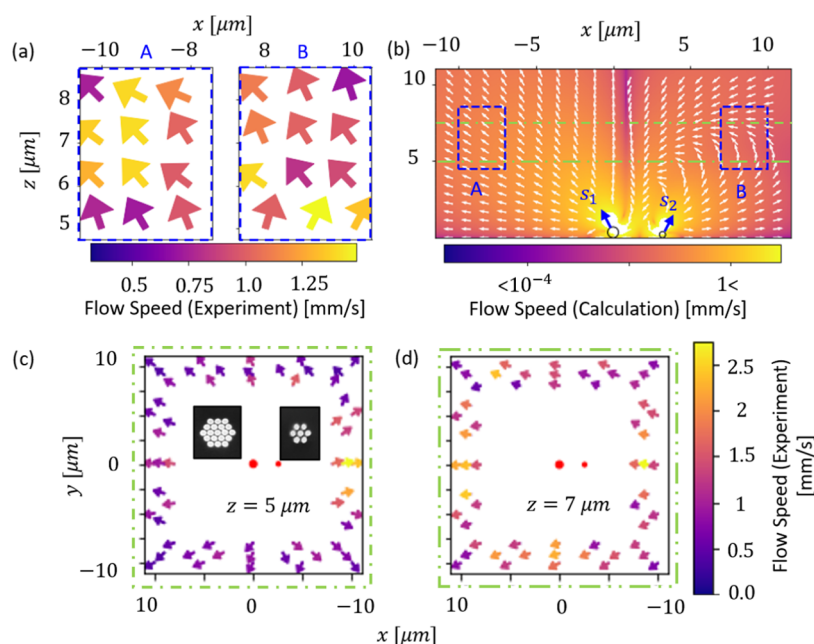 (a)
x [μm]
−10 A −8 8 B 10
z [μm]
8
7
6
5
0.5 0.75 1.0 1.25
Flow Speed (Experiment) [mm/s]
(b)
x [μm]
−10 −5 0 5 10
10
5
A
B
s₁
s₂
<10⁻⁴ 1<
Flow Speed (Calculation) [mm/s]
(c)
10
0
−10
y [μm]
z = 5 μm
10 0 −10
(d)
z = 7 μm
10 0 −10
x [μm]
2.5
2
1.5
1
0.5
0.0
Flow Speed (Experiment)
[mm/s]